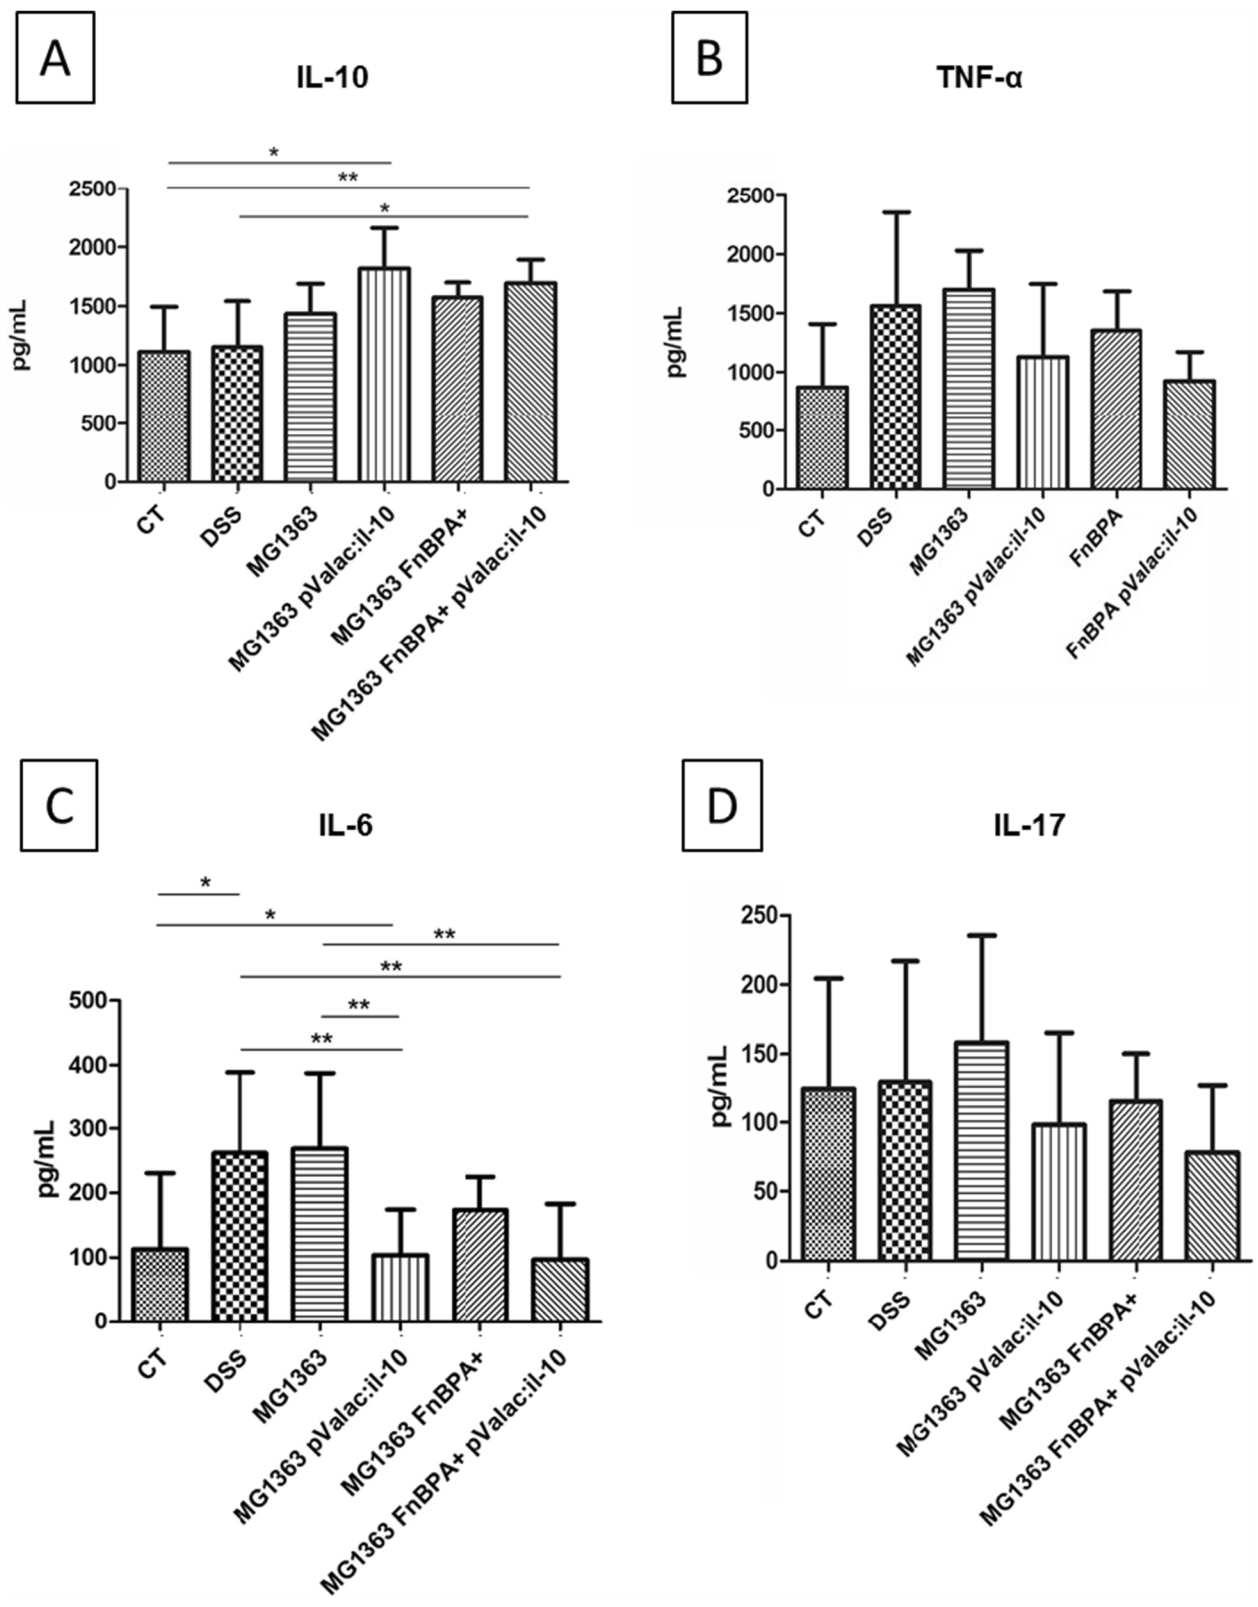 A
IL-10
*
**
*
2500
2000
1500
1000
500
0
pg/mL
CT
DSS
MG1363
MG1363 pValac:il-10
MG1363 FnBPA+
MG1363 FnBPA+ pValac:il-10
B
TNF-α
2500
2000
1500
1000
500
0
pg/mL
CT
DSS
MG1363
MG1363 pValac:il-10
FnBPA
FnBPA pValac:il-10
C
IL-6
*
*
**
**
**
**
500
400
300
200
100
0
pg/mL
CT
DSS
MG1363
MG1363 pValac:il-10
MG1363 FnBPA+
MG1363 FnBPA+ pValac:il-10
D
IL-17
250
200
150
100
50
0
pg/mL
CT
DSS
MG1363
MG1363 pValac:il-10
MG1363 FnBPA+
MG1363 FnBPA+ pValac:il-10